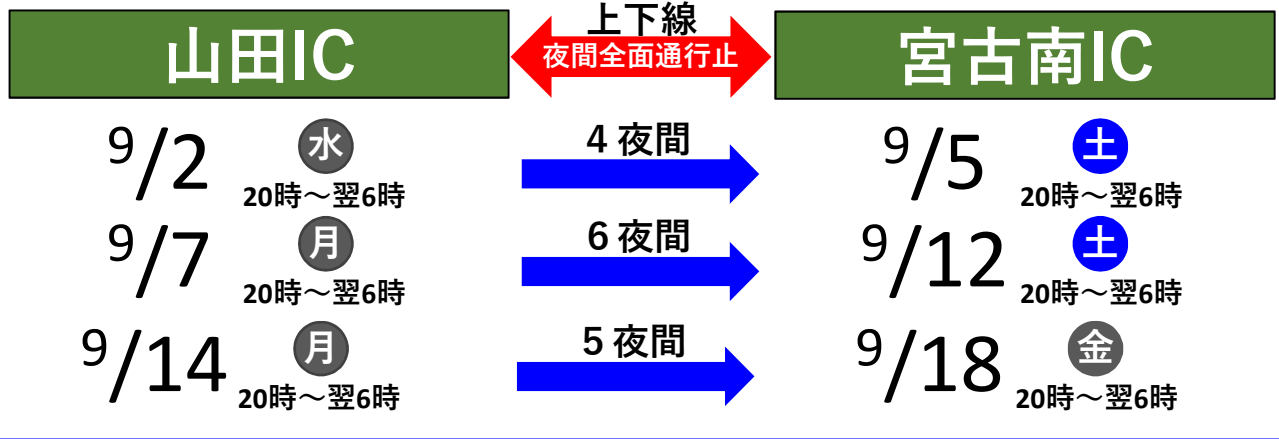 山田IC
上下線
夜間全面通行止
宮古南IC
9/2 水
20時～翌6時
4夜間
9/5 土
20時～翌6時
9/7 月
20時～翌6時
6夜間
9/12 土
20時～翌6時
9/14 月
20時～翌6時
5夜間
9/18 金
20時～翌6時